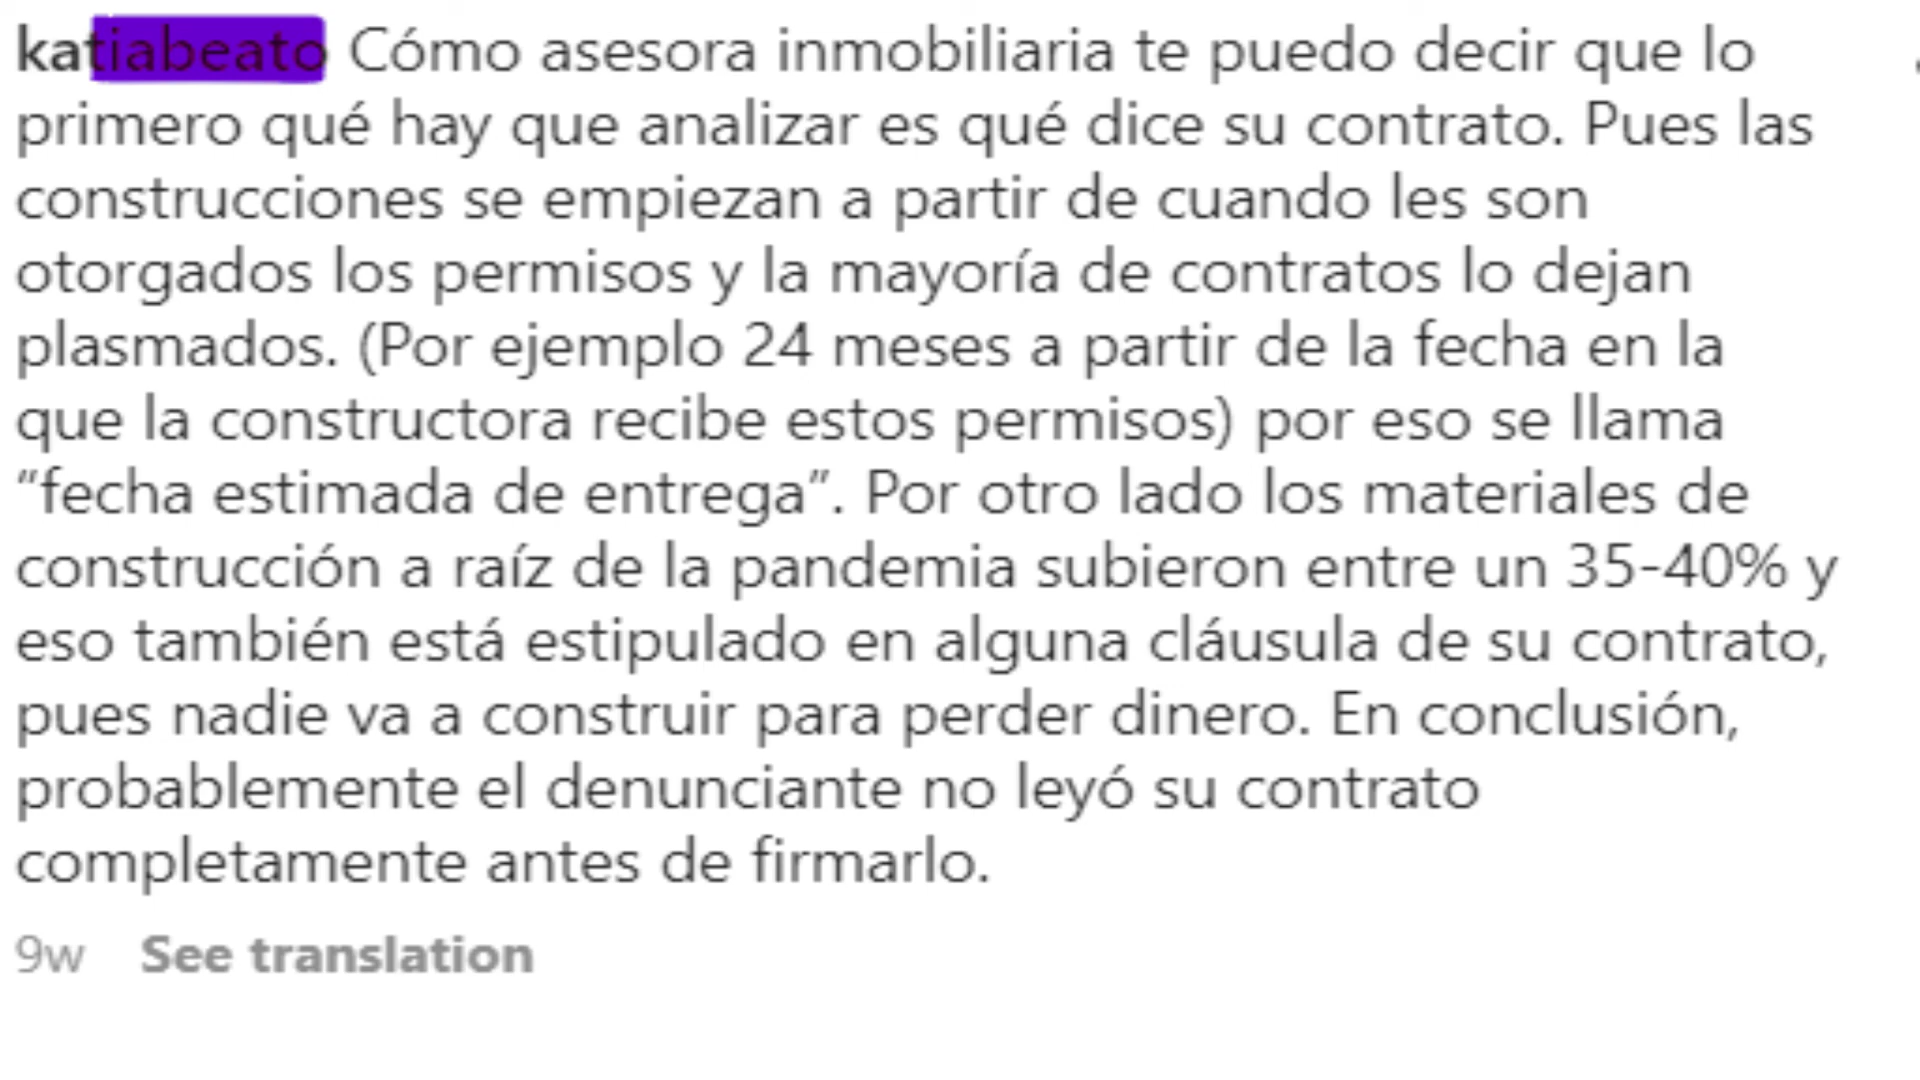 katiabeato Cómo asesora inmobiliaria te puedo decir que lo
primero qué hay que analizar es qué dice su contrato. Pues las
construcciones se empiezan a partir de cuando les son
otorgados los permisos y la mayoría de contratos lo dejan
plasmados. (Por ejemplo 24 meses a partir de la fecha en la
que la constructora recibe estos permisos) por eso se llama
“fecha estimada de entrega”. Por otro lado los materiales de
construcción a raíz de la pandemia subieron entre un 35-40% y
eso también está estipulado en alguna cláusula de su contrato,
pues nadie va a construir para perder dinero. En conclusión,
probablemente el denunciante no leyó su contrato
completamente antes de firmarlo.
9w See translation